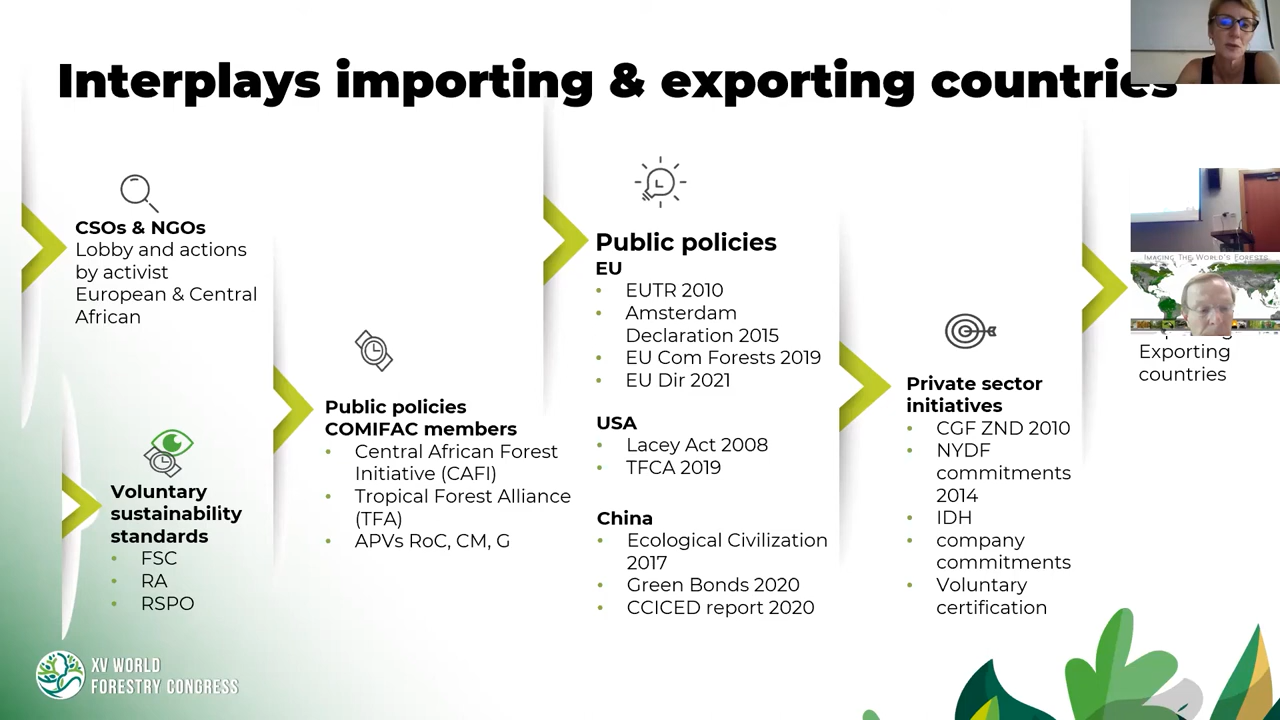 Interplays importing & exporting countries
CSOs & NGOs
Lobby and actions
by activist
European & Central
African
Voluntary
sustainability
standards
• FSC
• RA
• RSPO
Public policies
COMIFAC members
• Central African Forest
Initiative (CAFI)
• Tropical Forest Alliance
(TFA)
• APVs RoC, CM, G
Public policies
EU
• EUTR 2010
• Amsterdam
Declaration 2015
• EU Com Forests 2019
• EU Dir 2021
USA
• Lacey Act 2008
• TFCA 2019
China
• Ecological Civilization
2017
• Green Bonds 2020
• CCICED report 2020
Private sector
initiatives
• CGF ZND 2010
• NYDF
commitments
2014
• IDH
• company
commitments
• Voluntary
certification
Imaging The World's Forests
Exporting
countries
XV WORLD
FORESTRY CONGRESS